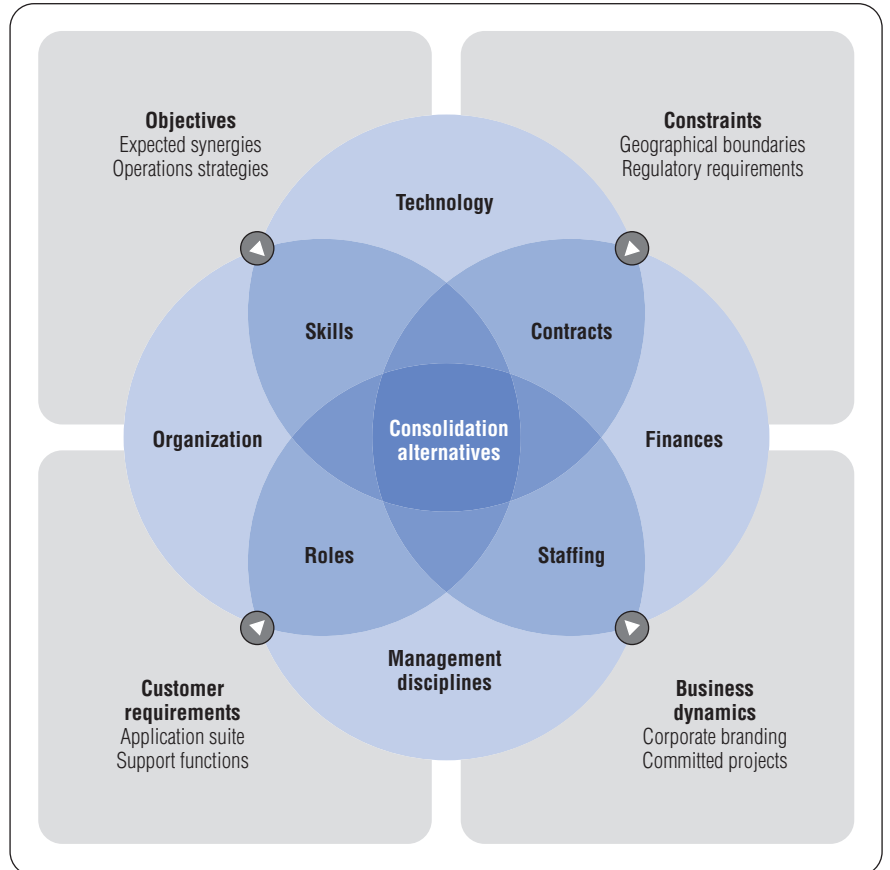 Objectives
Expected synergies
Operations strategies
Constraints
Geographical boundaries
Regulatory requirements
Technology
Skills
Contracts
Organization
Consolidation
alternatives
Finances
Roles
Staffing
Management
disciplines
Customer
requirements
Application suite
Support functions
Business
dynamics
Corporate branding
Committed projects